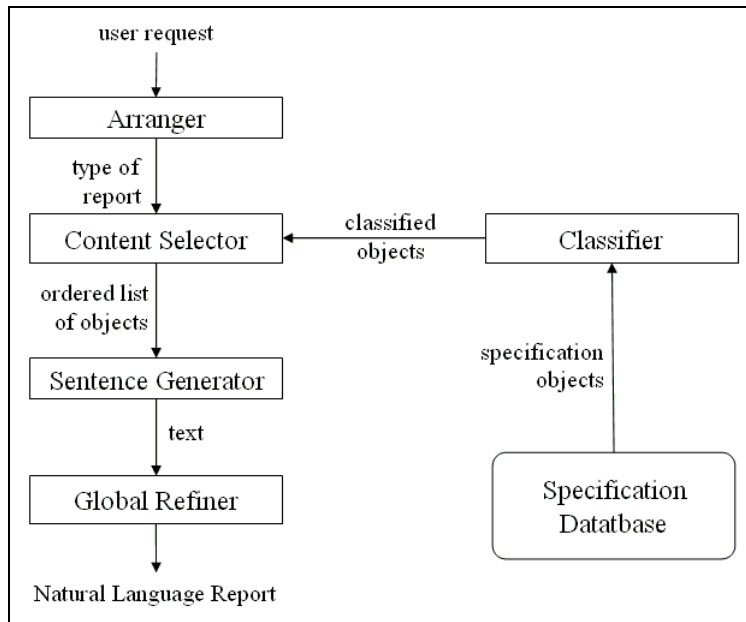 user request
Arranger
type of
report
Content Selector
classified
objects
Classifier
ordered list
of objects
specification
objects
Sentence Generator
text
Global Refiner
Specification
Datatbase
Natural Language Report